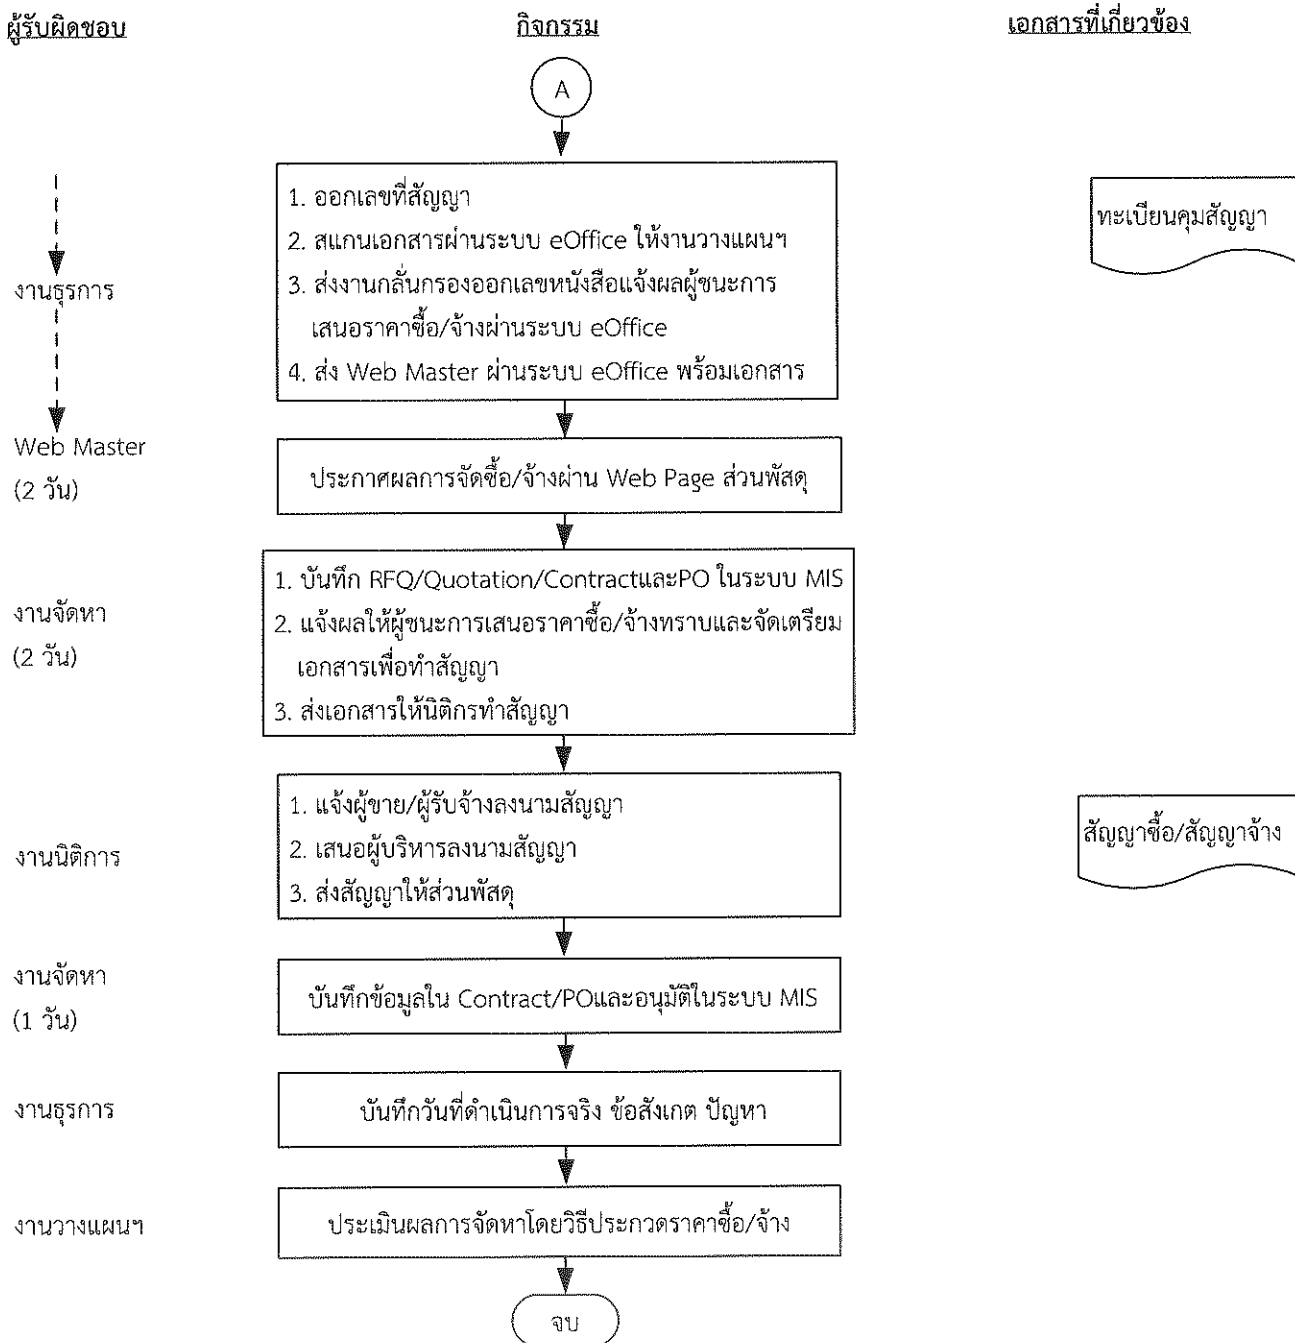 ผู้รับผิดชอบ กิจกรรม เอกสารที่เกี่ยวข้อง
A
1. ออกเลขที่สัญญา
2. สแกนเอกสารผ่านระบบ eOffice ให้งานวางแผนฯ
3. ส่งงานกลั่นกรองออกเลขหนังสือแจ้งผลผู้ชนะการ
เสนอราคาซื้อ/จ้างผ่านระบบ eOffice
4. ส่ง Web Master ผ่านระบบ eOffice พร้อมเอกสาร
งานธุรการ
ทะเบียนคุมสัญญา
Web Master
(2 วัน)
ประกาศผลการจัดซื้อ/จ้างผ่าน Web Page ส่วนพัสดุ
งานจัดหา
(2 วัน)
1. บันทึก RFQ/Quotation/Contractและ PO ในระบบ MIS
2. แจ้งผลให้ผู้ชนะการเสนอราคาซื้อ/จ้างทราบและจัดเตรียม
เอกสารเพื่อทำสัญญา
3. ส่งเอกสารให้นิติกรทำสัญญา
งานนิติการ
1. แจ้งผู้ขาย/ผู้รับจ้างลงนามสัญญา
2. เสนอผู้บริหารลงนามสัญญา
3. ส่งสัญญาให้ส่วนพัสดุ
สัญญาซื้อ/สัญญาจ้าง
งานจัดหา
(1 วัน)
บันทึกข้อมูลใน Contract/POและอนุมัติในระบบ MIS
งานธุรการ
บันทึกวันที่ดำเนินการจริง ข้อสังเกต ปัญหา
งานวางแผนฯ
ประเมินผลการจัดหาโดยวิธีประกวดราคาซื้อ/จ้าง
จบ